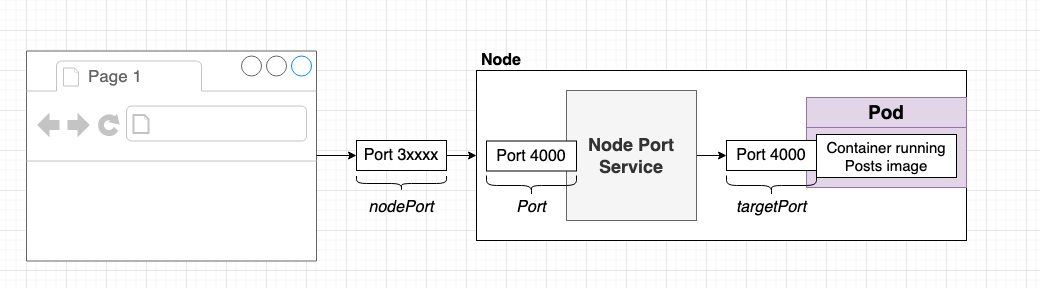 Node
Page 1
Pod
Port 3xxxx
Port 4000
Node Port
Service
Port 4000
Container running
Posts image
nodePort
Port
targetPort